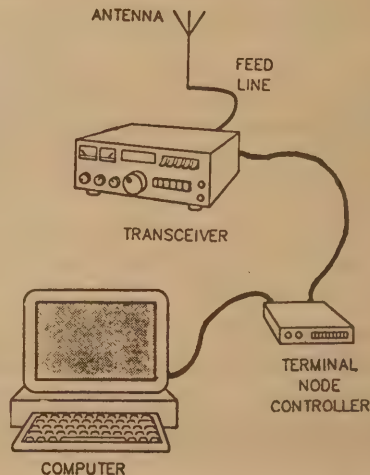 ANTENNA
FEED
LINE
TRANSCEIVER
TERMINAL
NODE
CONTROLLER
COMPUTER